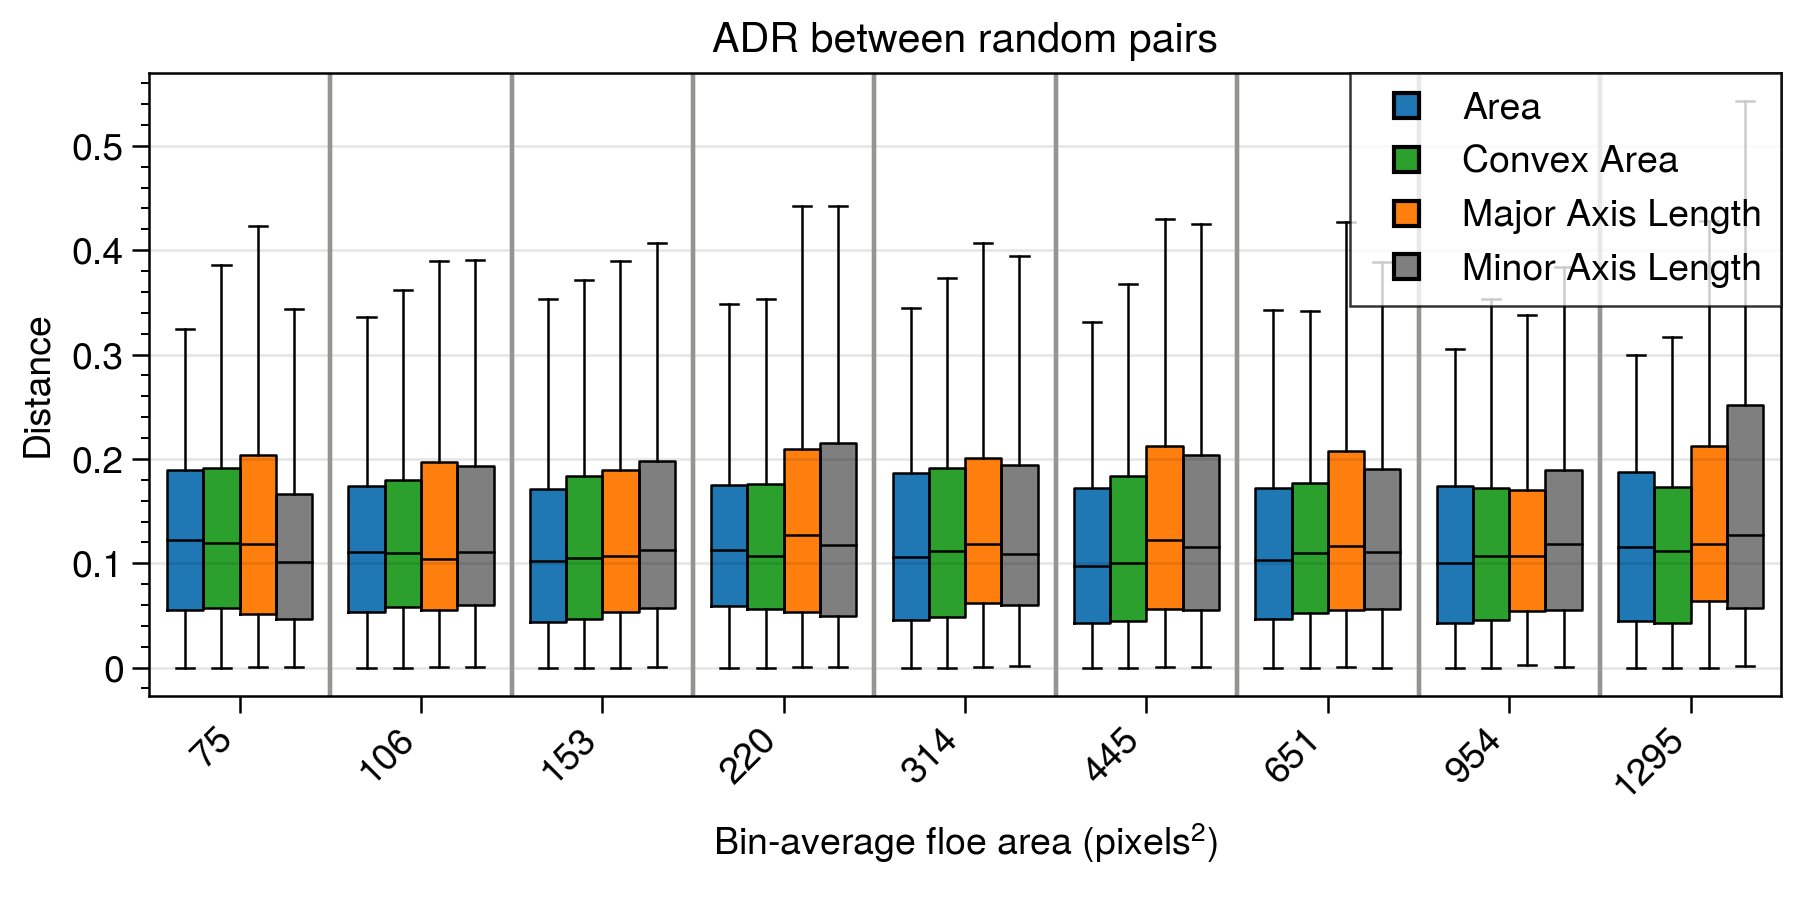 ADR between random pairs
Distance
0.5
0.4
0.3
0.2
0.1
0
Area
Convex Area
Major Axis Length
Minor Axis Length
75
106
153
220
314
445
651
954
1295
Bin-average floe area (pixels²)